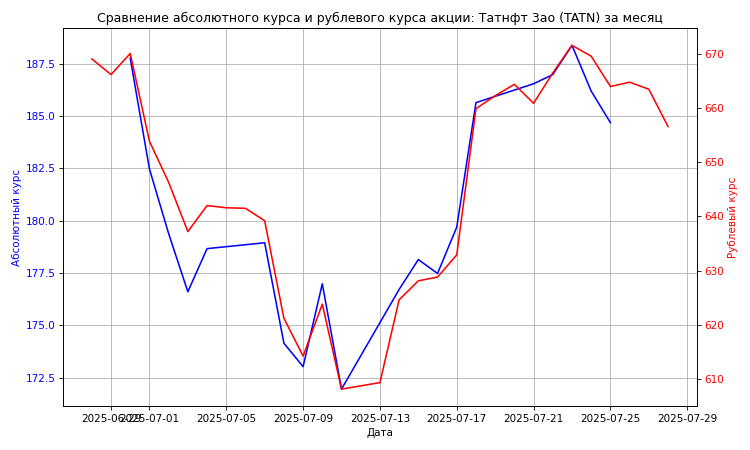 Сравнение абсолютного курса и рублевого курса акции: Татнфт 3ао (TATN) за месяц
187.5
185.0
182.5
180.0
177.5
175.0
172.5
Абсолютный курс
670
660
650
640
630
620
610
Рублевый курс
2025-06-29 2025-07-01 2025-07-05 2025-07-09 2025-07-13 2025-07-17 2025-07-21 2025-07-25 2025-07-29
Дата